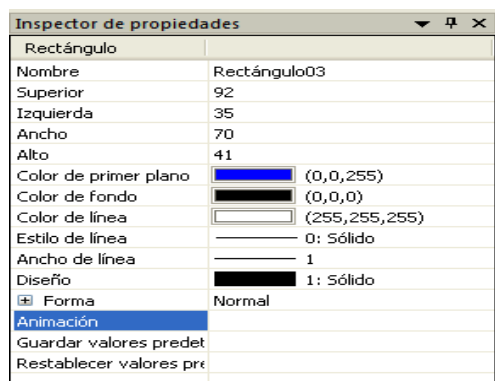 Inspector de propiedades
Rectángulo
Nombre Rectángulo03
Superior 92
Izquierda 35
Ancho 70
Alto 41
Color de primer plano (0,0,255)
Color de fondo (0,0,0)
Color de línea (255,255,255)
Estilo de línea 0: Sólido
Ancho de línea 1
Diseño 1: Sólido
Forma Normal
Animación
Guardar valores predet
Restablecer valores pre